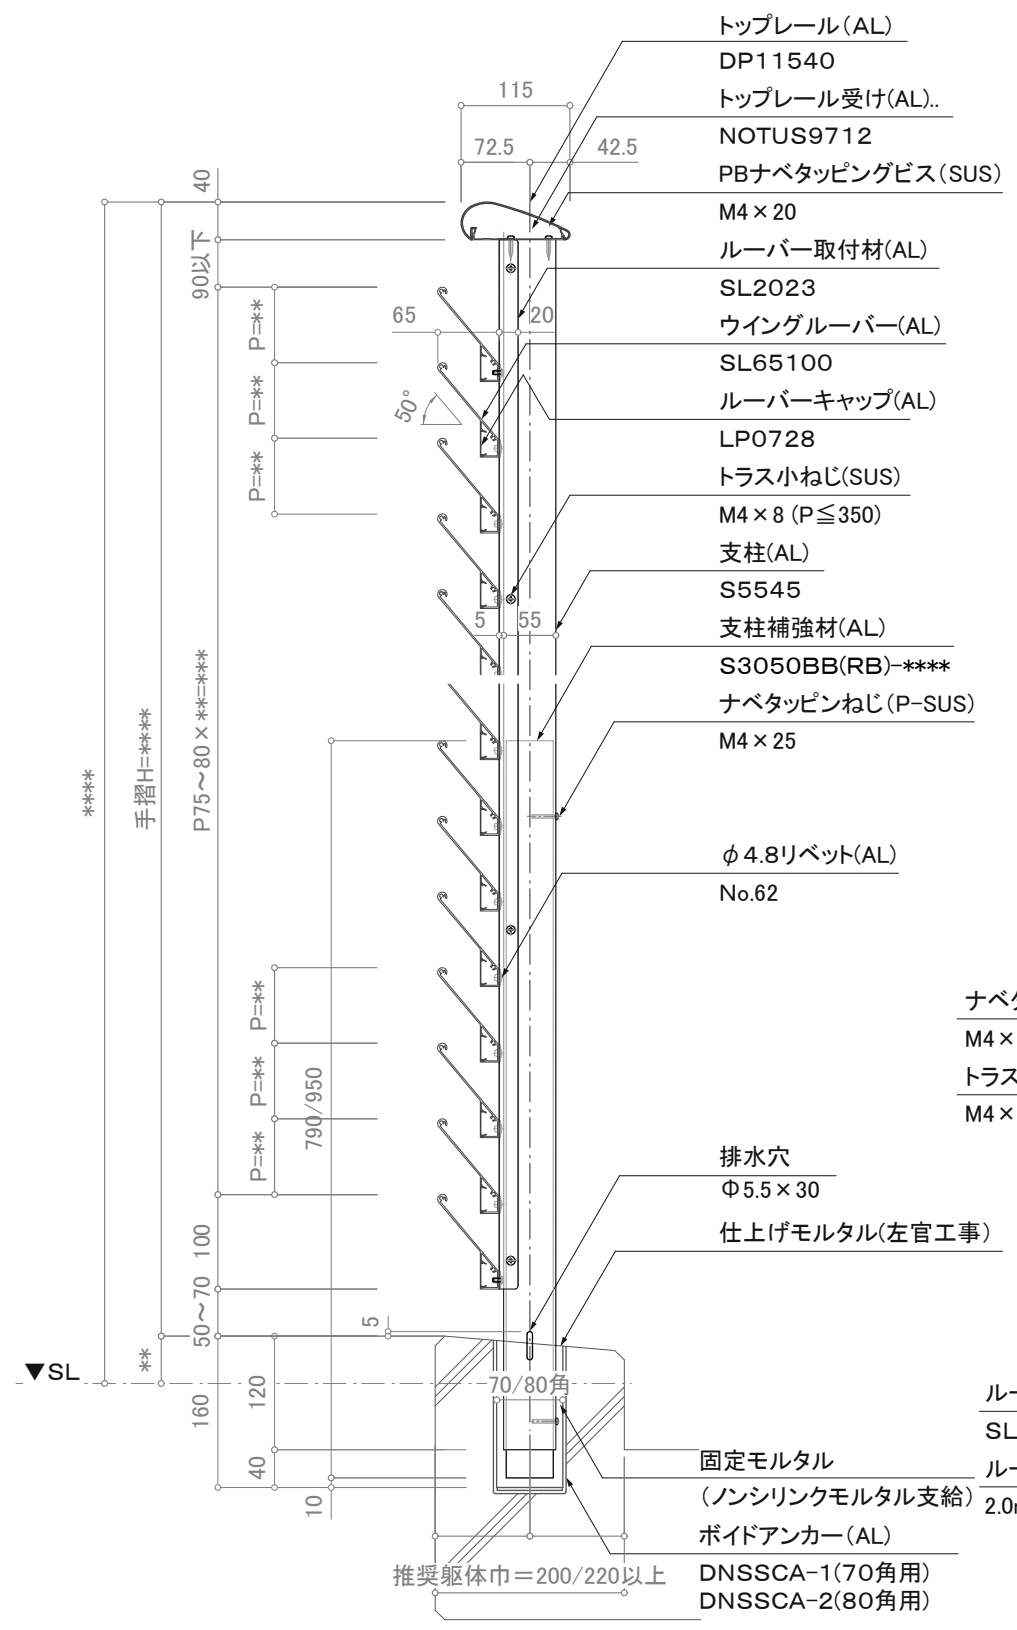 トップレール(AL)
DP11540
トップレール受け(AL)..
NOTUS9712
PBナベタッピングビス(SUS)
M4×20
ルーバー取付材(AL)
SL2023
ウイングルーバー(AL)
SL65100
ルーバーキャップ(AL)
LP0728
トラス小ねじ(SUS)
M4×8 (P≦350)
支柱(AL)
S5545
支柱補強材(AL)
S3050BB(RB)-****
ナベタッピンねじ(P-SUS)
M4×25
φ4.8リベット(AL)
No.62
排水穴
Φ5.5×30
仕上げモルタル(左官工事)
固定モルタル
(ノンシリンクモルタル支給)
ボイドアンカー(AL)
DNSSCA-1(70角用)
DNSSCA-2(80角用)
115
72.5
42.5
40
90以下
P=**
P=**
P=**
65
20
50°
5
55
****
手摺H=****
P75~80×**=****
P=**
P=**
P=**
790/950
100
50~70
5
**
▼SL
160
120
40
10
70/80角
推奨躯体巾=200/220以上
ナベ
M4×
トラス
M4×
ルー
SL
ルー
2.0